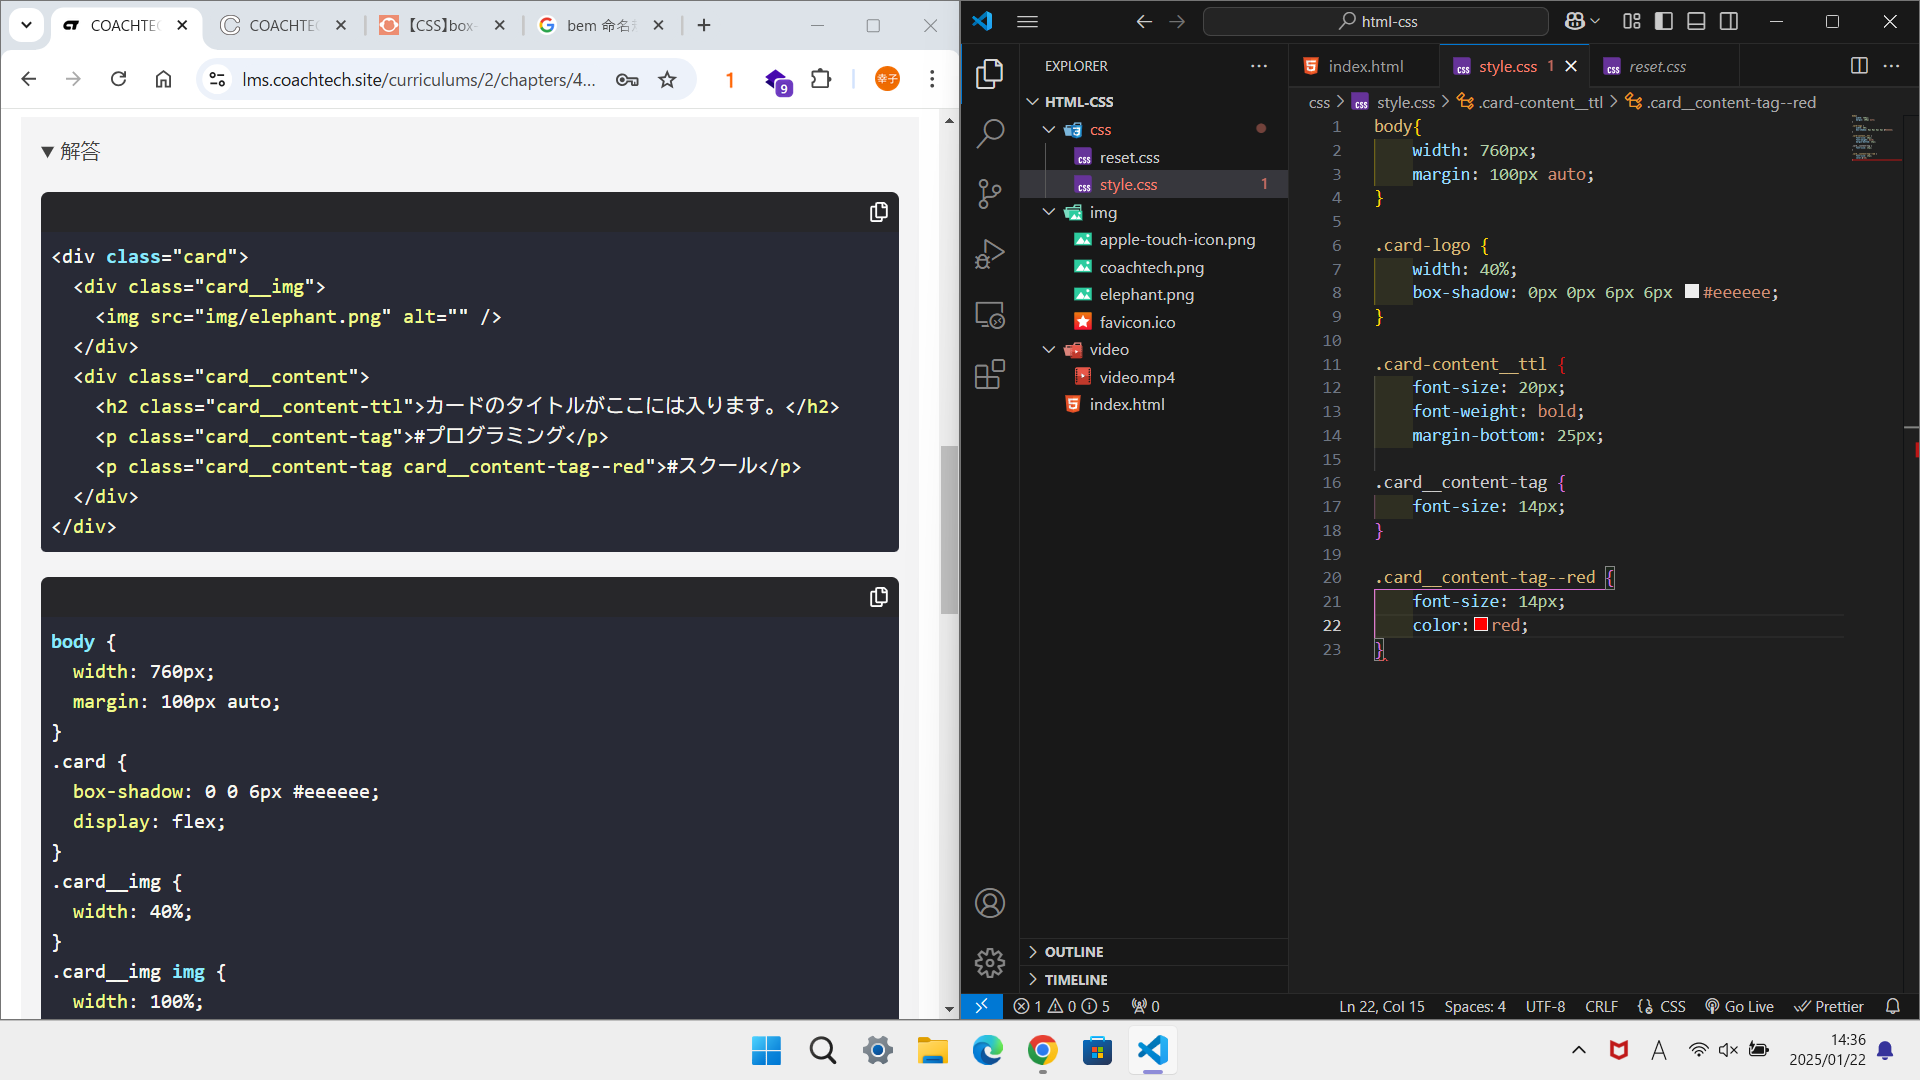 COACHTEC
COACHTEC
【CSS】box-
bem 命名
lms.coachtech.site/curriculums/2/chapters/4...
1
9
幸子
▼ 解答
<div class="card">
<div class="card__img">
<img src="img/elephant.png" alt="" />
</div>
<div class="card__content">
<h2 class="card__content-ttl">カードのタイトルがここには入ります。</h2>
<p class="card__content-tag">#プログラミング</p>
<p class="card__content-tag card__content-tag--red">#スクール</p>
</div>
</div>
body {
width: 760px;
margin: 100px auto;
}
.card {
box-shadow: 0 0 6px #eeeeee;
display: flex;
}
.card__img {
width: 40%;
}
.card__img img {
width: 100%;
html-css
EXPLORER
HTML-CSS
css
reset.css
style.css 1
img
apple-touch-icon.png
coachtech.png
elephant.png
favicon.ico
video
video.mp4
index.html
OUTLINE
TIMELINE
index.html
style.css 1
reset.css
css > style.css > .card-content__ttl > .card__content-tag--red
1 body{
2 width: 760px;
3 margin: 100px auto;
4 }
5
6 .card-logo {
7 width: 40%;
8 box-shadow: 0px 0px 6px 6px #eeeeee;
9 }
10
11 .card-content__ttl {
12 font-size: 20px;
13 font-weight: bold;
14 margin-bottom: 25px;
15
16 .card__content-tag {
17 font-size: 14px;
18 }
19
20 .card__content-tag--red {
21 font-size: 14px;
22 color: red;
23 }
1 0 5 0
Ln 22, Col 15 Spaces: 4 UTF-8 CRLF {} CSS Go Live Prettier
A
14:36
2025/01/22